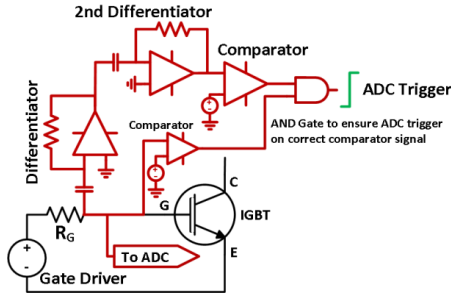 2nd Differentiator
Comparator
ADC Trigger
Differentiator
Comparator
AND Gate to ensure ADC trigger
on correct comparator signal
C
G
IGBT
RG
E
To ADC
Gate Driver